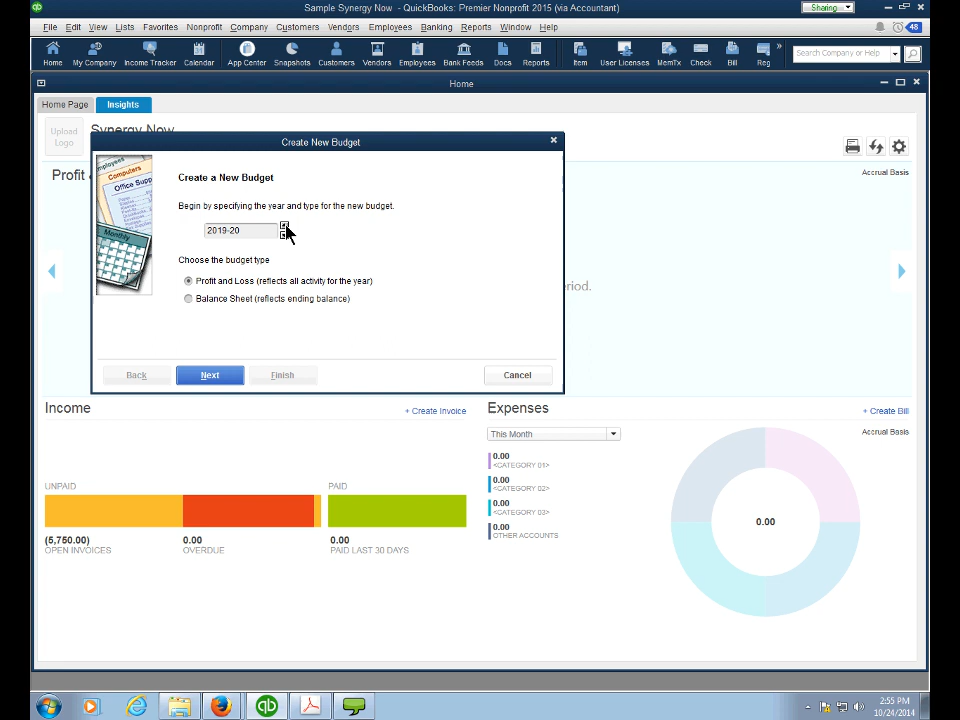 Sample Synergy Now - QuickBooks: Premier Nonprofit 2015 (via Accountant)
Sharing
File Edit View Lists Favorites Nonprofit Company Customers Vendors Employees Banking Reports Window Help
48
Home My Company Income Tracker Calendar App Center Snapshots Customers Vendors Employees Bank Feeds Docs Reports Item User Licenses MemTx Check Bill Reg
Search Company or Help
Home
Home Page Insights
Upload
Logo
Synergy Now
Accrual Basis
Profit &
Create New Budget
Employees
Computers
Office Supp
Monthly
Create a New Budget
Begin by specifying the year and type for the new budget.
2019-20
Choose the budget type
Profit and Loss (reflects all activity for the year)
Balance Sheet (reflects ending balance)
Back Next Finish Cancel
riod.
Income
+ Create Invoice
UNPAID
PAID
(5,750.00)
OPEN INVOICES
0.00
OVERDUE
0.00
PAID LAST 30 DAYS
Expenses
+ Create Bill
This Month
Accrual Basis
0.00
<CATEGORY 01>
0.00
<CATEGORY 02>
0.00
<CATEGORY 03>
0.00
OTHER ACCOUNTS
0.00
2:55 PM
10/24/2014